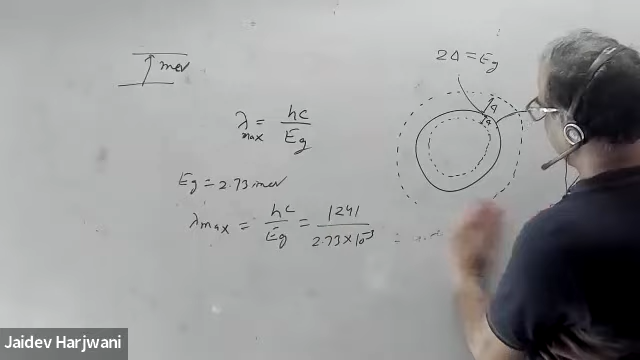 mev
2Δ = Eg
λmax = hc / Eg
Δ
Δ
Eg = 2.73 mev
λmax = hc / Eg = 1241 / 2.73 × 10^-3 =
Jaidev Harjwani